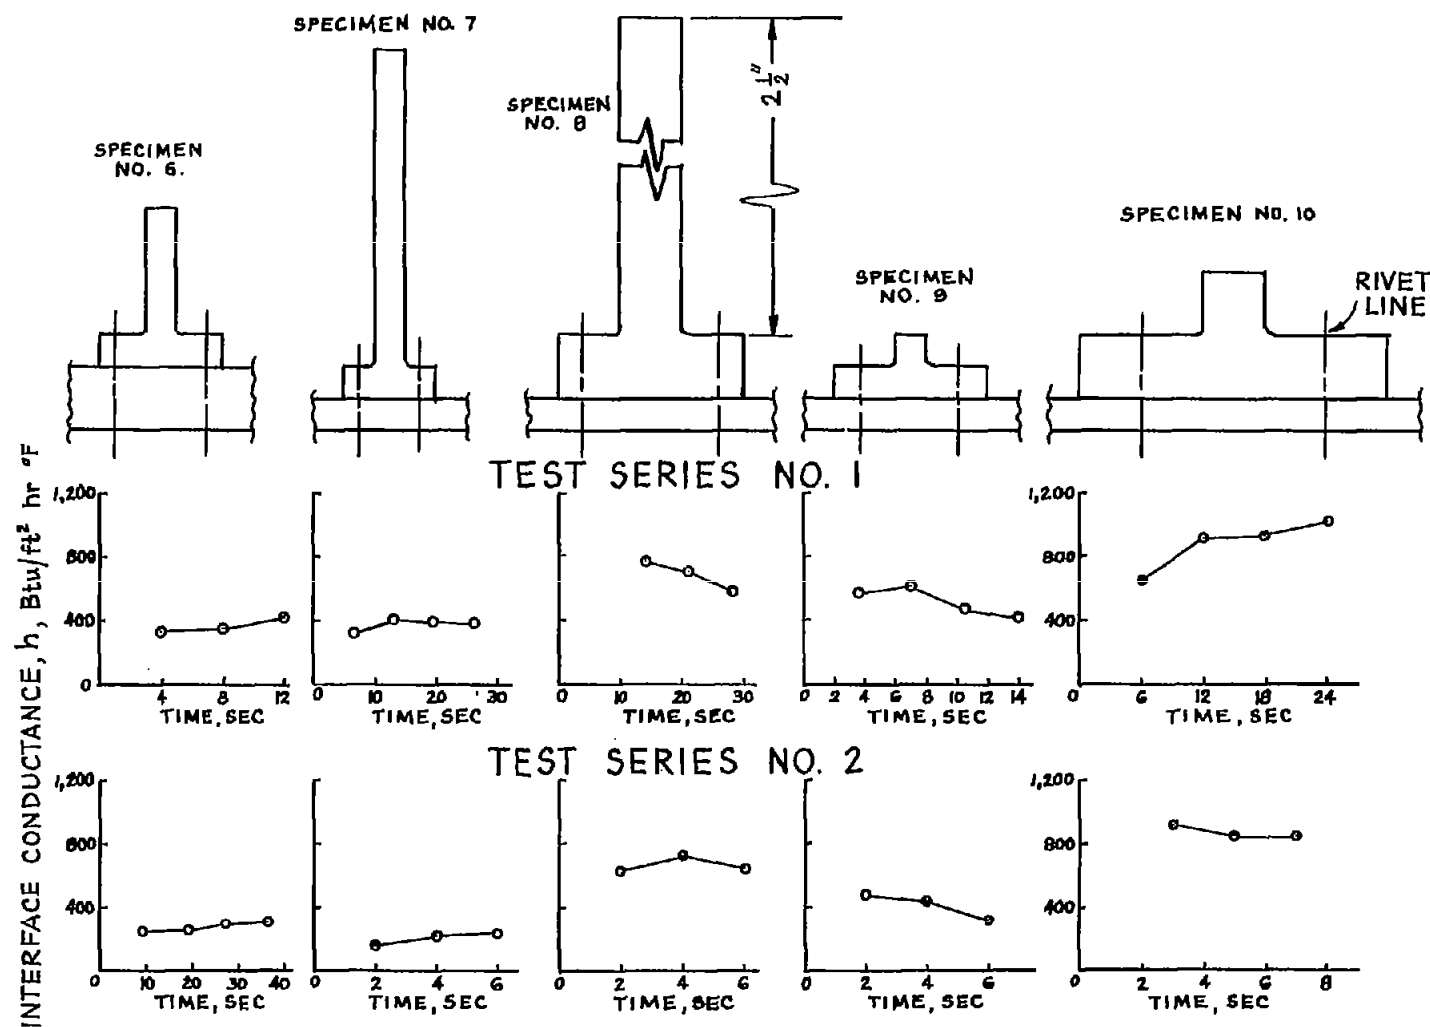 SPECIMEN NO. 7
2 1/2"
SPECIMEN
NO. 8
SPECIMEN
NO. 6.
SPECIMEN NO. 10
SPECIMEN
NO. 9
RIVET
LINE
INTERFACE CONDUCTANCE, h, Btu/ft² hr °F
TEST SERIES NO. 1
1,200
800
400
0
4 8 12
TIME, SEC
0 10 20 30
TIME, SEC
0 10 20 30
TIME, SEC
0 2 4 6 8 10 12 14
TIME, SEC
1,200
800
400
0 6 12 18 24
TIME, SEC
TEST SERIES NO. 2
1,200
800
400
0 10 20 30 40
TIME, SEC
0 2 4 6
TIME, SEC
0 2 4 6
TIME, SEC
0 2 4 6
TIME, SEC
1,200
800
400
0 2 4 6 8
TIME, SEC